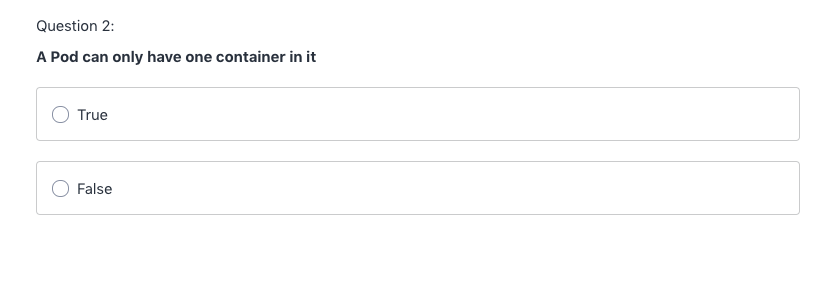 Question 2:
A Pod can only have one container in it
True
False